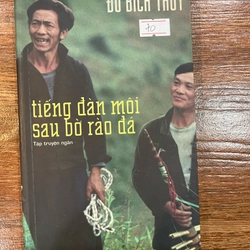 ĐỖ BÍCH THÚY
70
tiếng đàn môi
sau bờ rào đá
Tập truyện ngắn